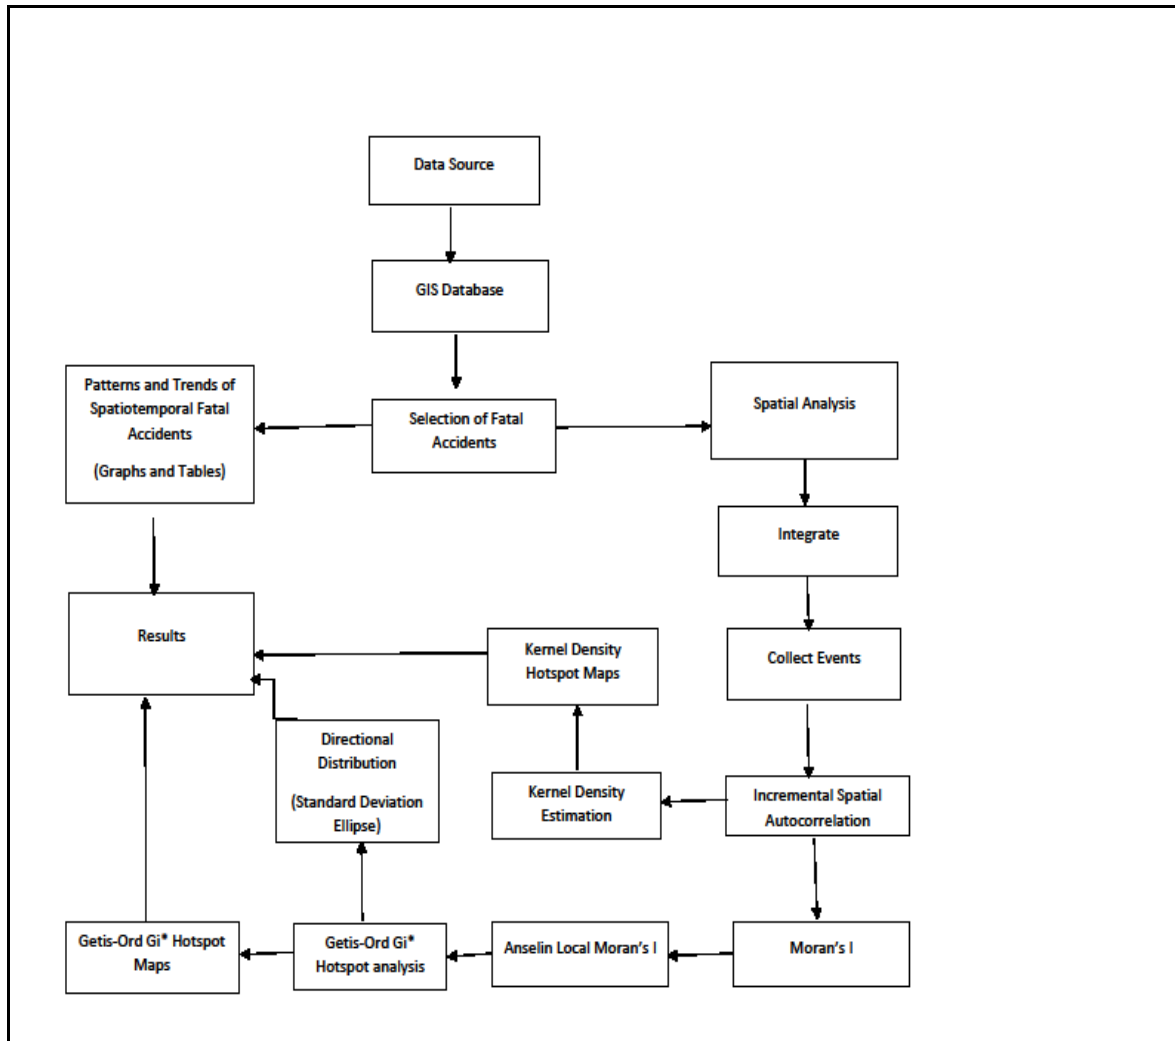 Data Source
GIS Database
Patterns and Trends of
Spatiotemporal Fatal
Accidents
(Graphs and Tables)
Selection of Fatal
Accidents
Spatial Analysis
Integrate
Results
Kernel Density
Hotspot Maps
Collect Events
Directional
Distribution
(Standard Deviation
Ellipse)
Kernel Density
Estimation
Incremental Spatial
Autocorrelation
Getis-Ord Gi* Hotspot
Maps
Getis-Ord Gi*
Hotspot analysis
Anselin Local Moran's I
Moran's I